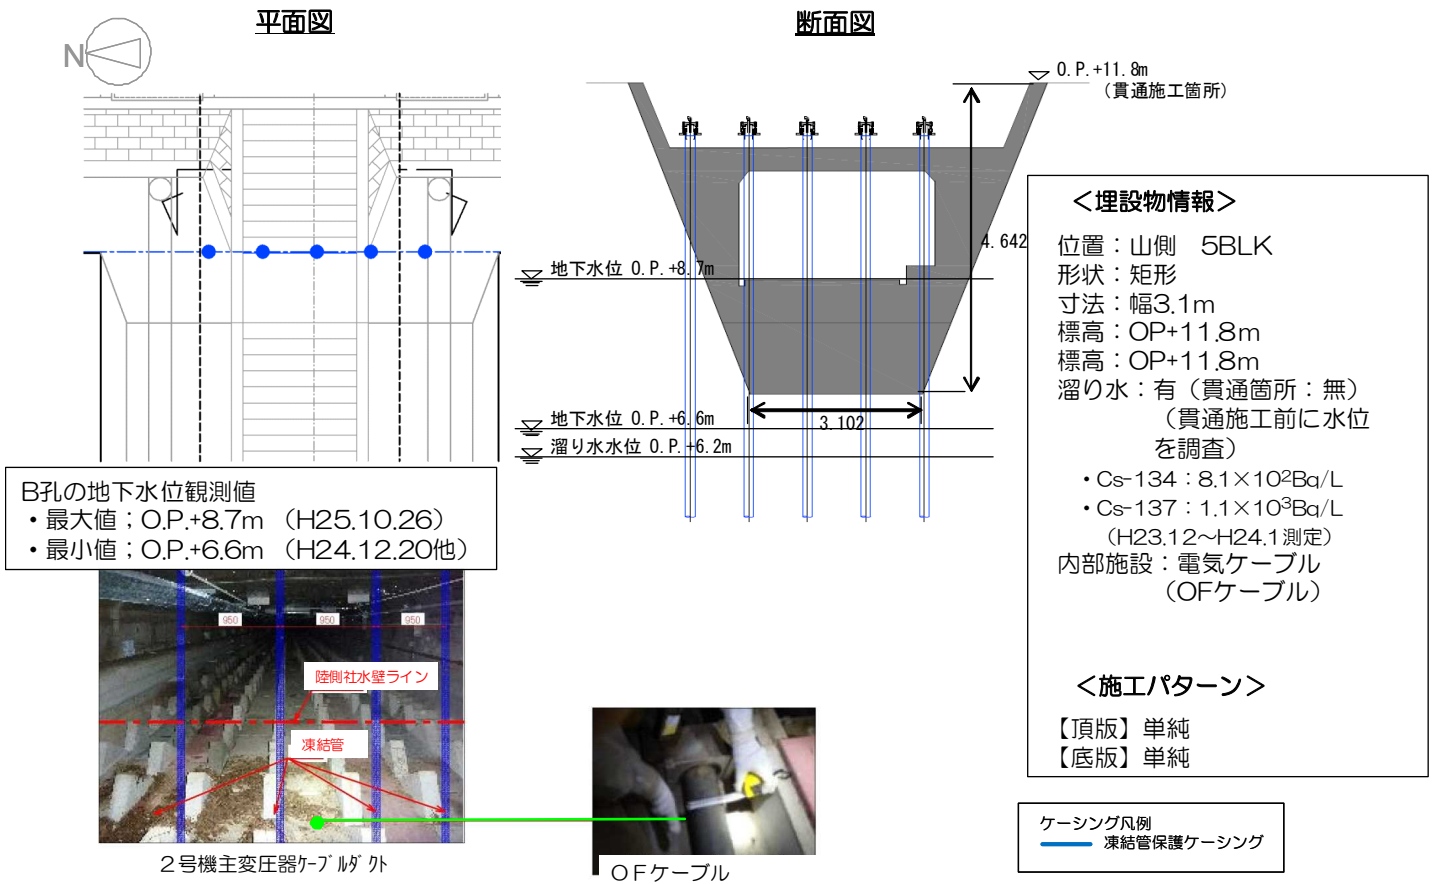 平面図
断面図
N
O.P.+11.8m
(貫通施工箇所)
4.642
地下水位 O.P.+8.7m
地下水位 O.P.+6.6m
3.102
溜り水水位 O.P.+6.2m
B孔の地下水位観測値
・最大値；O.P.+8.7m （H25.10.26）
・最小値；O.P.+6.6m （H24.12.20他）
＜埋設物情報＞
位置：山側 5BLK
形状：矩形
寸法：幅3.1m
標高：OP+11.8m
標高：OP+11.8m
溜り水：有（貫通箇所：無）
（貫通施工前に水位
を調査）
・Cs-134：8.1×10²Bq/L
・Cs-137：1.1×10³Bq/L
（H23.12～H24.1測定）
内部施設：電気ケーブル
（OFケーブル）
＜施工パターン＞
【頂版】単純
【底版】単純
950
950
950
陸側社水壁ライン
凍結管
2号機主変圧器ｹｰﾌﾞﾙﾀﾞｸﾄ
OFケーブル
ケーシング凡例
凍結管保護ケーシング